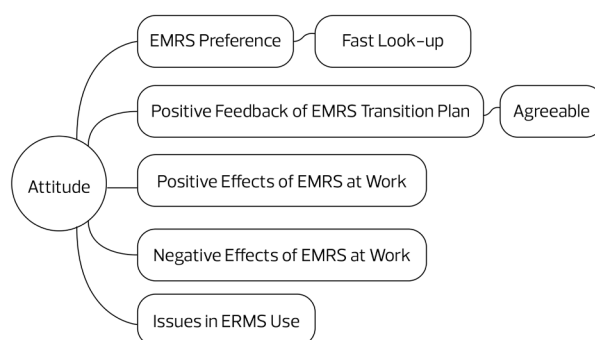 EMRS Preference
Fast Look-up
Positive Feedback of EMRS Transition Plan
Agreeable
Attitude
Positive Effects of EMRS at Work
Negative Effects of EMRS at Work
Issues in ERMS Use